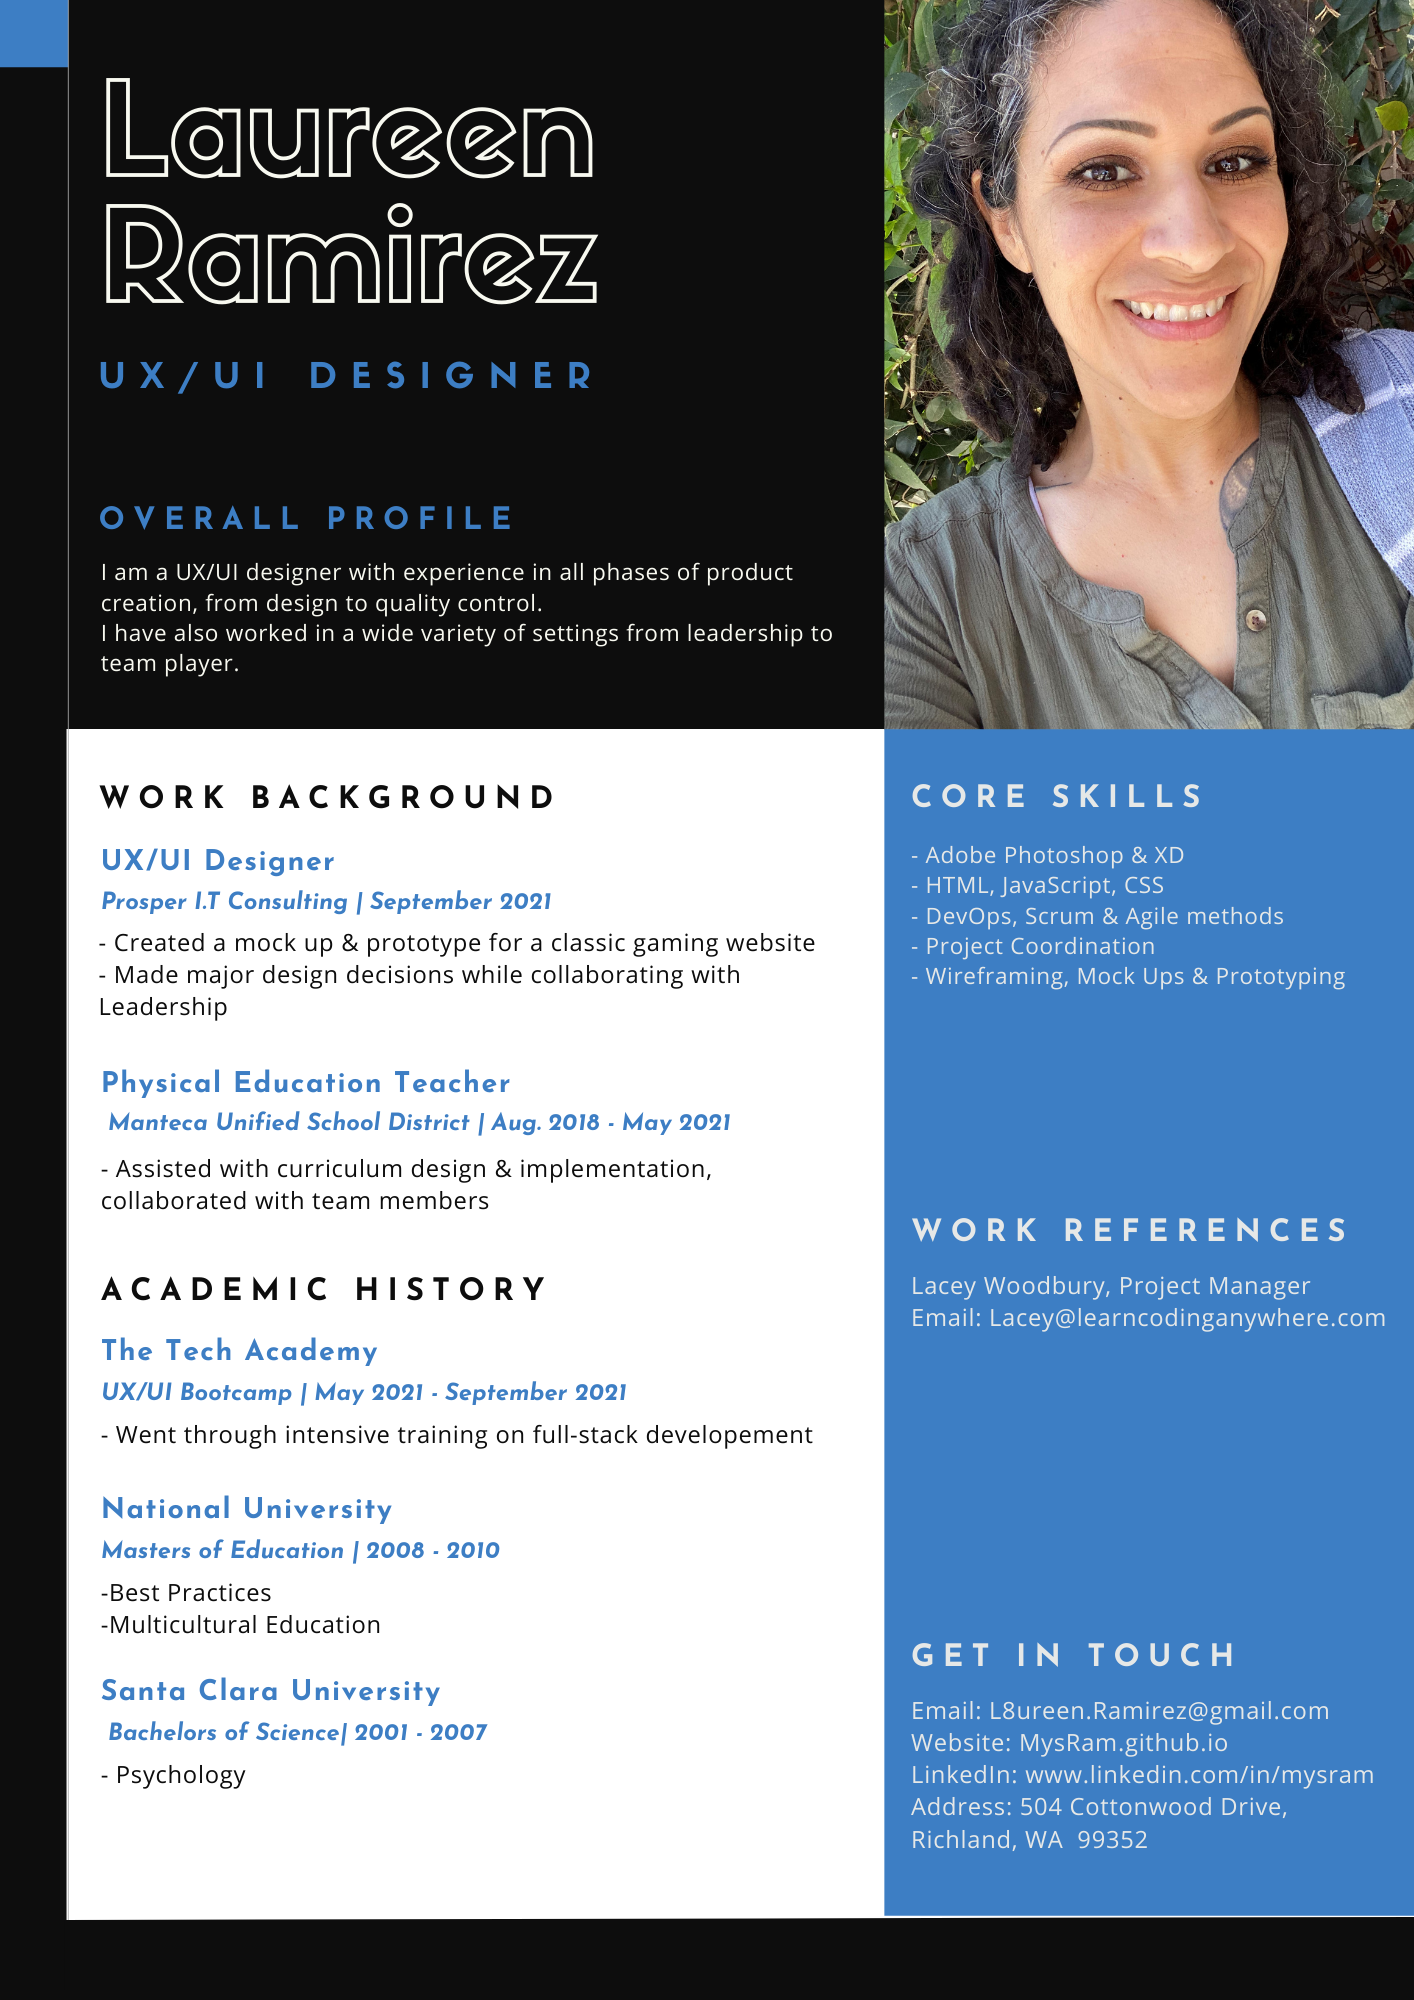 Laureen
Ramirez
UX/UI DESIGNER
OVERALL PROFILE
I am a UX/UI designer with experience in all phases of product
creation, from design to quality control.
I have also worked in a wide variety of settings from leadership to
team player.
WORK BACKGROUND
UX/UI Designer
Prosper I.T Consulting | September 2021
- Created a mock up & prototype for a classic gaming website
- Made major design decisions while collaborating with
Leadership
Physical Education Teacher
Manteca Unified School District | Aug. 2018 - May 2021
- Assisted with curriculum design & implementation,
collaborated with team members
ACADEMIC HISTORY
The Tech Academy
UX/UI Bootcamp | May 2021 - September 2021
- Went through intensive training on full-stack developement
National University
Masters of Education | 2008 - 2010
-Best Practices
-Multicultural Education
Santa Clara University
Bachelors of Science| 2001 - 2007
- Psychology
CORE SKILLS
- Adobe Photoshop & XD
- HTML, JavaScript, CSS
- DevOps, Scrum & Agile methods
- Project Coordination
- Wireframing, Mock Ups & Prototyping
WORK REFERENCES
Lacey Woodbury, Project Manager
Email: Lacey@learncodinganywhere.com
GET IN TOUCH
Email: L8ureen.Ramirez@gmail.com
Website: MysRam.github.io
LinkedIn: www.linkedin.com/in/mysram
Address: 504 Cottonwood Drive,
Richland, WA  99352